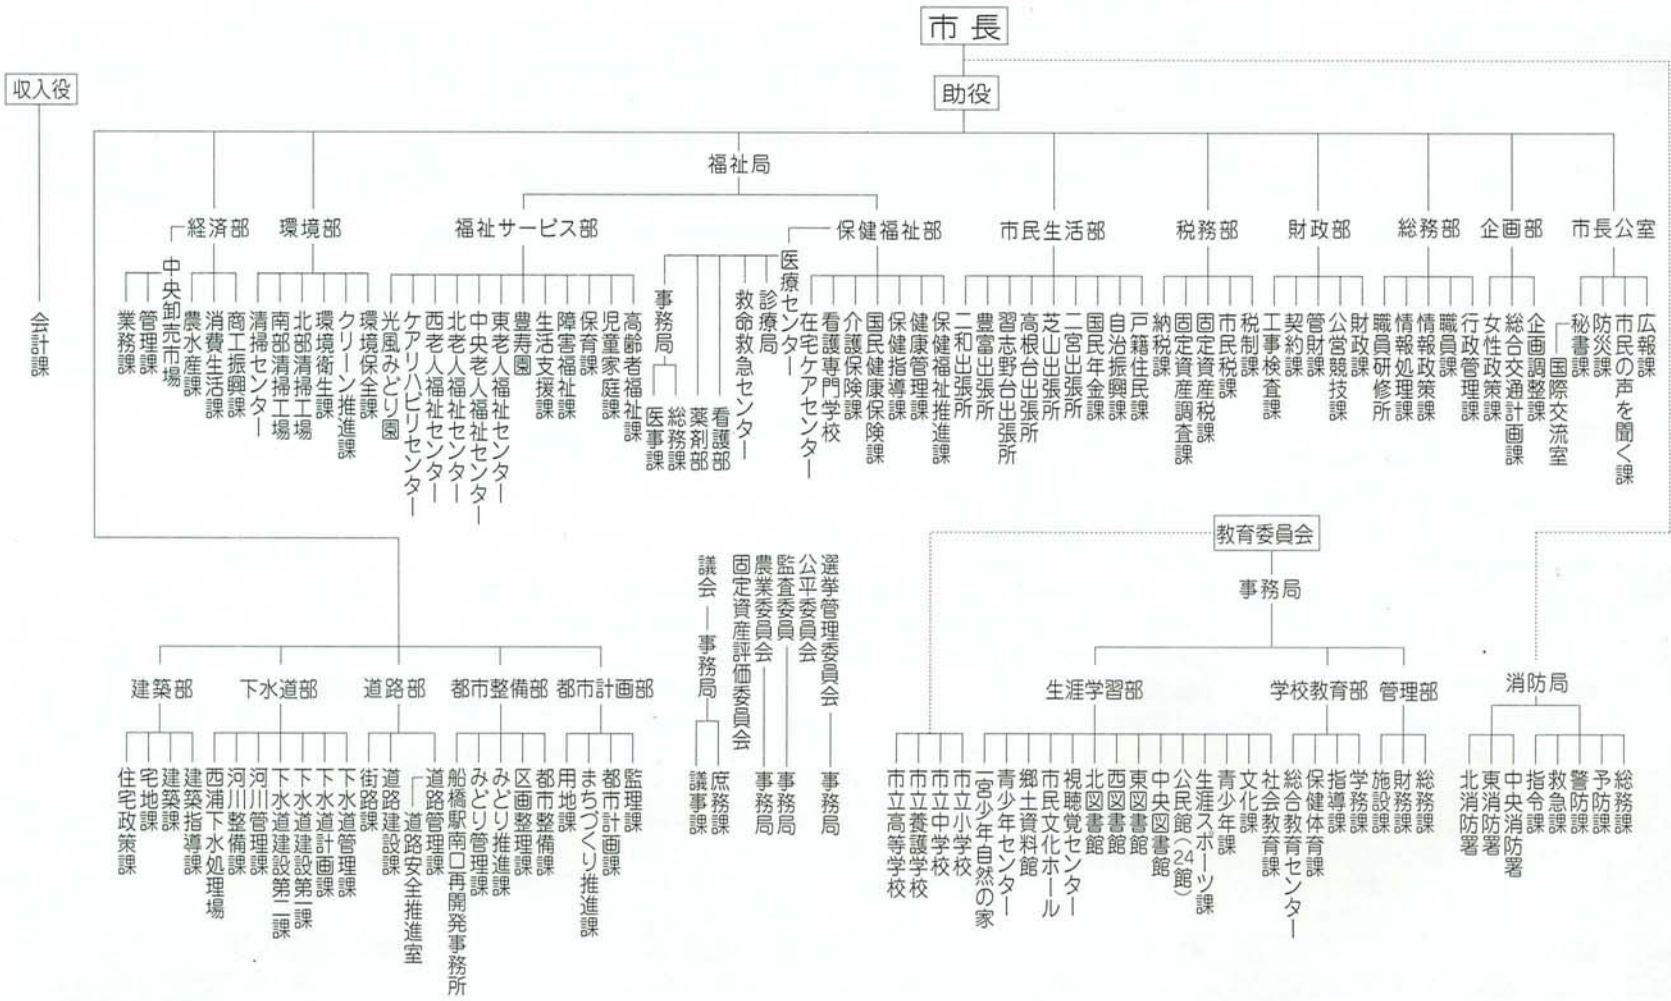 市長
収入役
助役
会計課
福祉局
経済部
環境部
福祉サービス部
保健福祉部
市民生活部
税務部
財政部
総務部
企画部
市長公室
中央卸売市場
業務課
管理課
農水産課
消費生活課
商工振興課
清掃センター
南部清掃工場
北部清掃工場
環境衛生課
クリーン推進課
環境保全課
光風みどり園
ケアリハビリセンター
西老人福祉センター
北老人福祉センター
中央老人福祉センター
東老人福祉センター
豊寿園
生活支援課
障害福祉課
保育課
児童家庭課
高齢者福祉課
医療センター
事務局
医事課
総務課
薬剤部
看護部
救命救急センター
診療局
在宅ケアセンター
看護専門学校
介護保険課
国民健康保険課
保健指導課
健康管理課
保健福祉推進課
二和出張所
豊富出張所
習志野台出張所
高根台出張所
芝山出張所
二宮出張所
国民年金課
自治振興課
戸籍住民課
納税課
固定資産調査課
固定資産税課
市民税課
税制課
工事検査課
契約課
管財課
公営競技課
財政課
職員研修所
情報処理課
情報政策課
職員課
行政管理課
女性政策課
総合交通計画課
企画調整課
国際交流室
秘書課
防災課
市民の声を聞く課
広報課
建築部
下水道部
道路部
都市整備部
都市計画部
住宅政策課
宅地課
建築課
建築指導課
西浦下水処理場
河川整備課
河川管理課
下水道建設第二課
下水道建設第一課
下水道計画課
下水道管理課
街路課
道路建設課
道路安全推進室
道路管理課
船橋駅南口再開発事務所
みどり管理課
みどり推進課
区画整理課
都市整備課
用地課
まちづくり推進課
都市計画課
監理課
議会
事務局
議事課
庶務課
固定資産評価委員会
農業委員会
事務局
監査委員
事務局
公平委員会
選挙管理委員会
事務局
教育委員会
事務局
生涯学習部
学校教育部
管理部
市立高等学校
市立養護学校
市立中学校
市立小学校
一宮少年自然の家
青少年センター
郷土資料館
市民文化ホール
視聴覚センター
北図書館
西図書館
東図書館
中央図書館
公民館(24館)
生涯スポーツ課
青少年課
文化課
社会教育課
総合教育センター
保健体育課
指導課
学務課
施設課
財務課
総務課
消防局
北消防署
東消防署
中央消防署
指令課
救急課
警防課
予防課
総務課